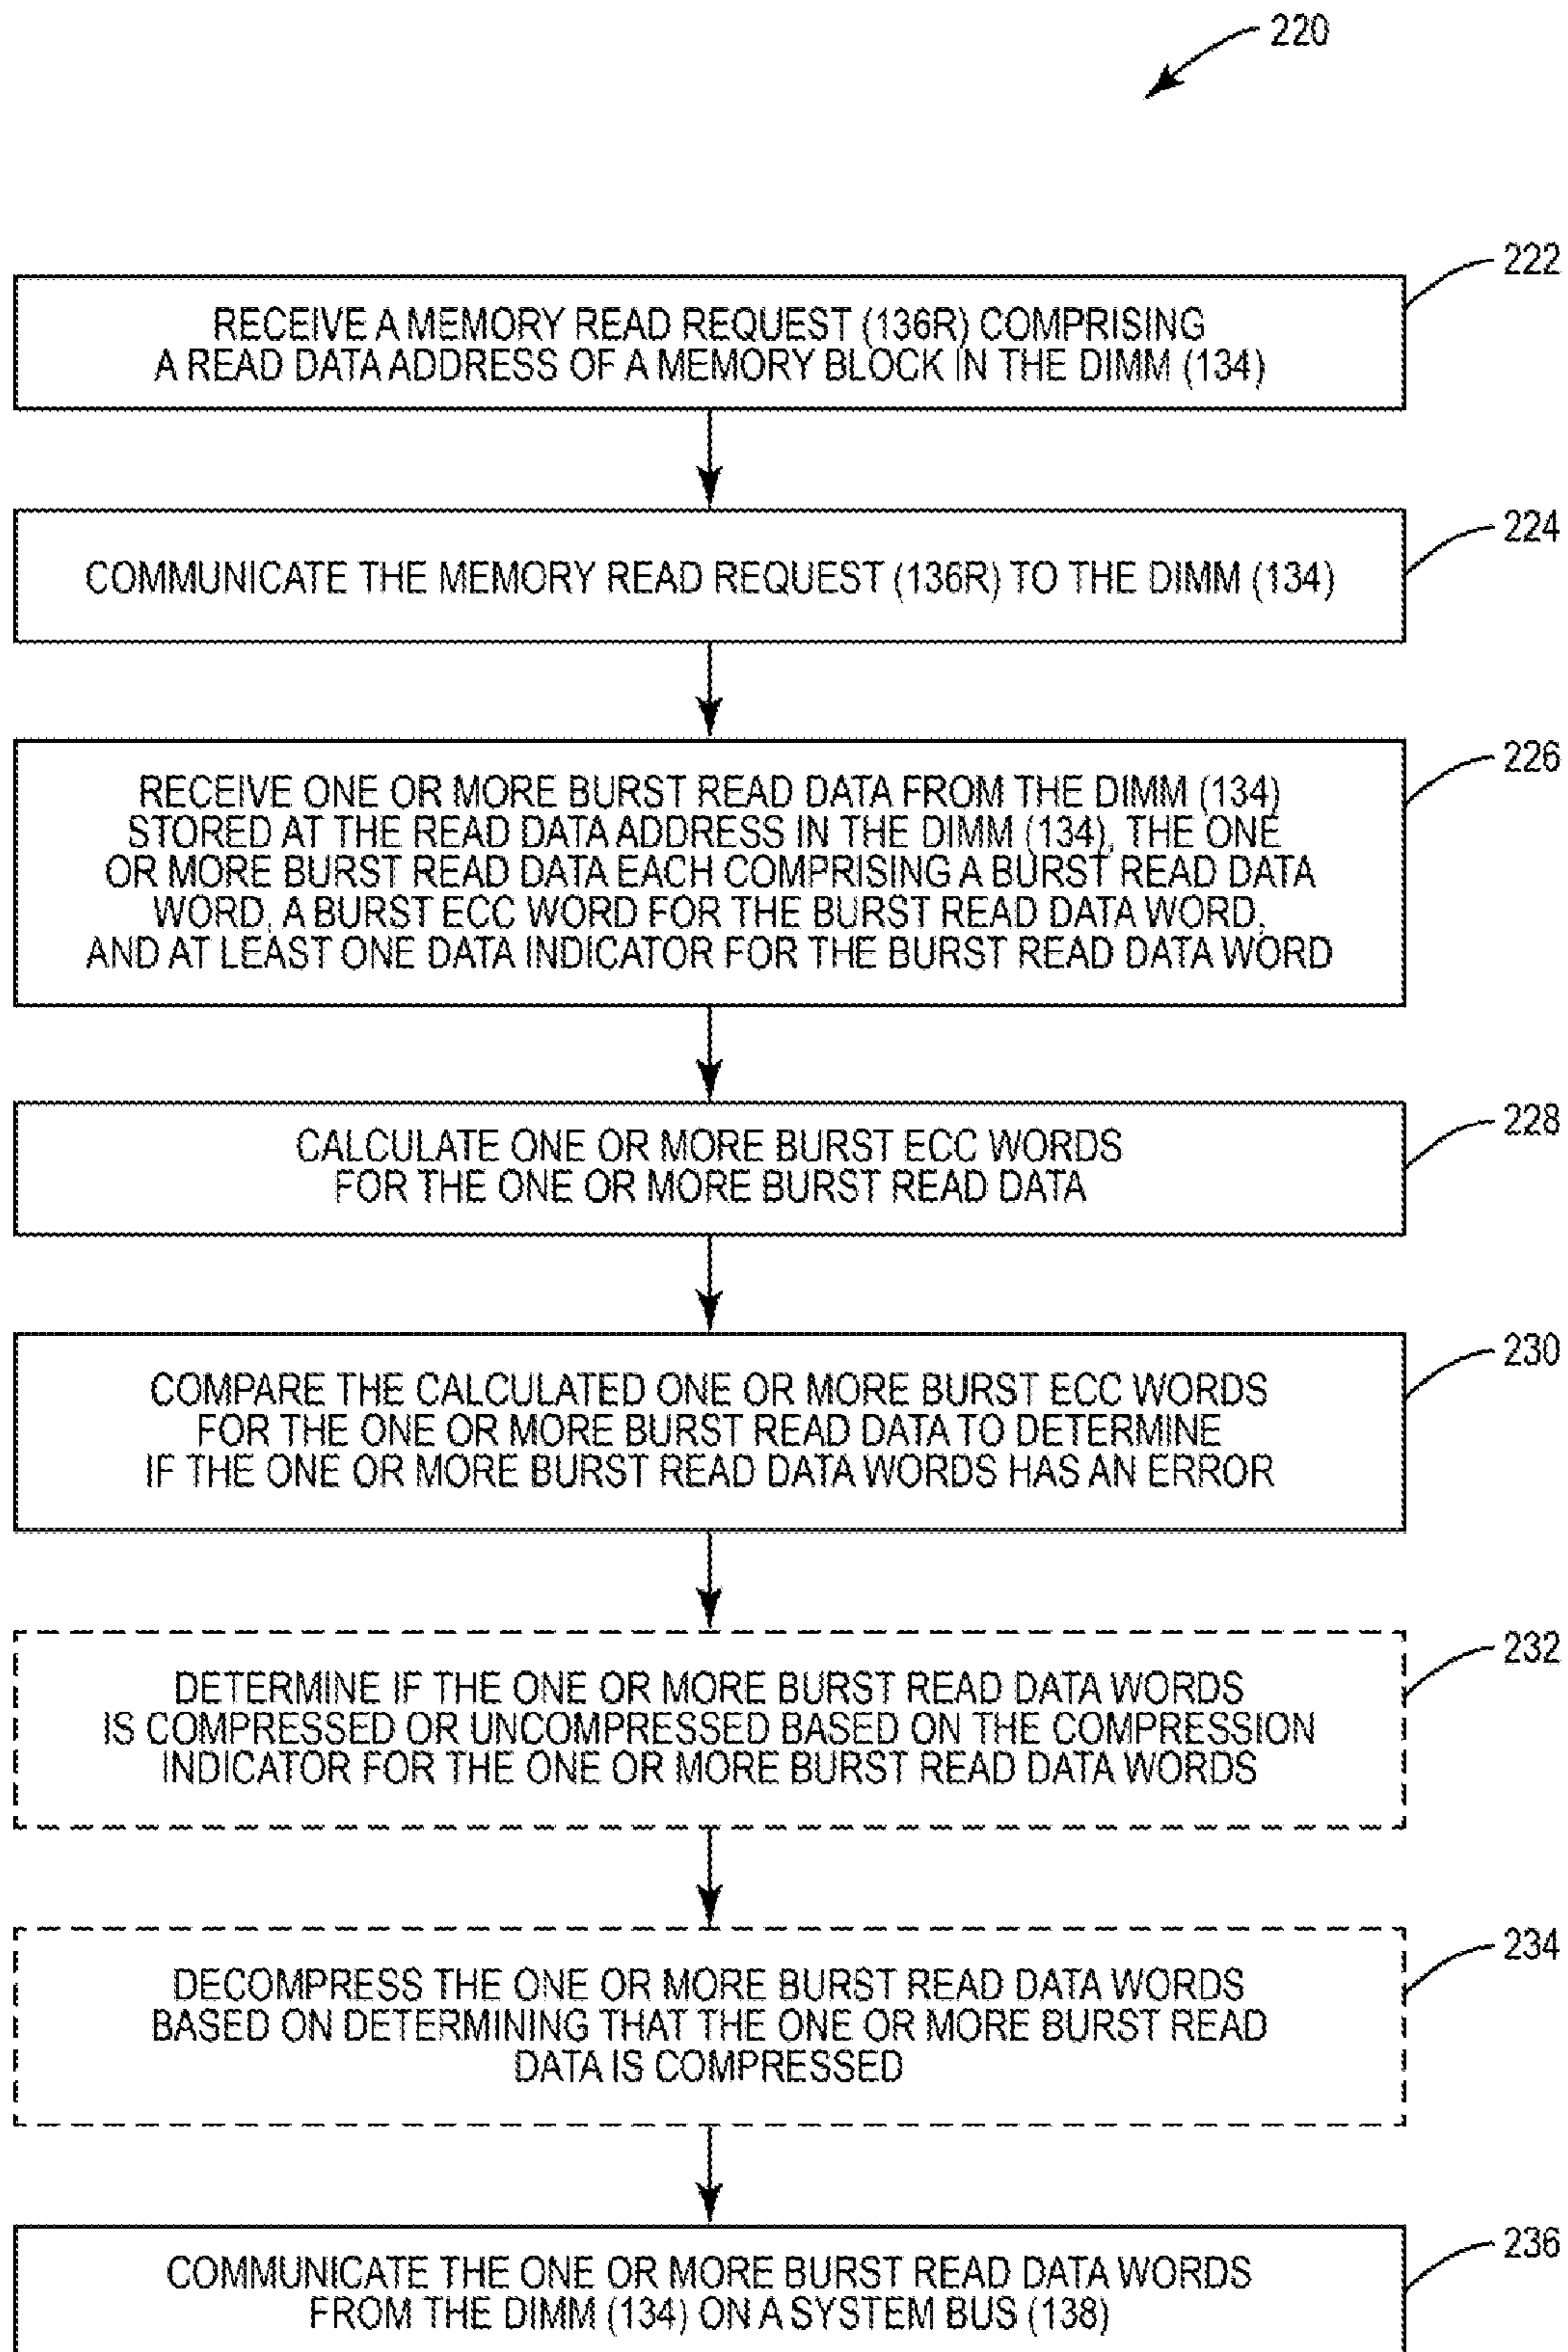 220
222
RECEIVE A MEMORY READ REQUEST (136R) COMPRISING
A READ DATA ADDRESS OF A MEMORY BLOCK IN THE DIMM (134)
224
COMMUNICATE THE MEMORY READ REQUEST (136R) TO THE DIMM (134)
226
RECEIVE ONE OR MORE BURST READ DATA FROM THE DIMM (134)
STORED AT THE READ DATA ADDRESS IN THE DIMM (134), THE ONE
OR MORE BURST READ DATA EACH COMPRISING A BURST READ DATA
WORD, A BURST ECC WORD FOR THE BURST READ DATA WORD,
AND AT LEAST ONE DATA INDICATOR FOR THE BURST READ DATA WORD
228
CALCULATE ONE OR MORE BURST ECC WORDS
FOR THE ONE OR MORE BURST READ DATA
230
COMPARE THE CALCULATED ONE OR MORE BURST ECC WORDS
FOR THE ONE OR MORE BURST READ DATA TO DETERMINE
IF THE ONE OR MORE BURST READ DATA WORDS HAS AN ERROR
232
DETERMINE IF THE ONE OR MORE BURST READ DATA WORDS
IS COMPRESSED OR UNCOMPRESSED BASED ON THE COMPRESSION
INDICATOR FOR THE ONE OR MORE BURST READ DATA WORDS
234
DECOMPRESS THE ONE OR MORE BURST READ DATA WORDS
BASED ON DETERMINING THAT THE ONE OR MORE BURST READ
DATA IS COMPRESSED
236
COMMUNICATE THE ONE OR MORE BURST READ DATA WORDS
FROM THE DIMM (134) ON A SYSTEM BUS (138)